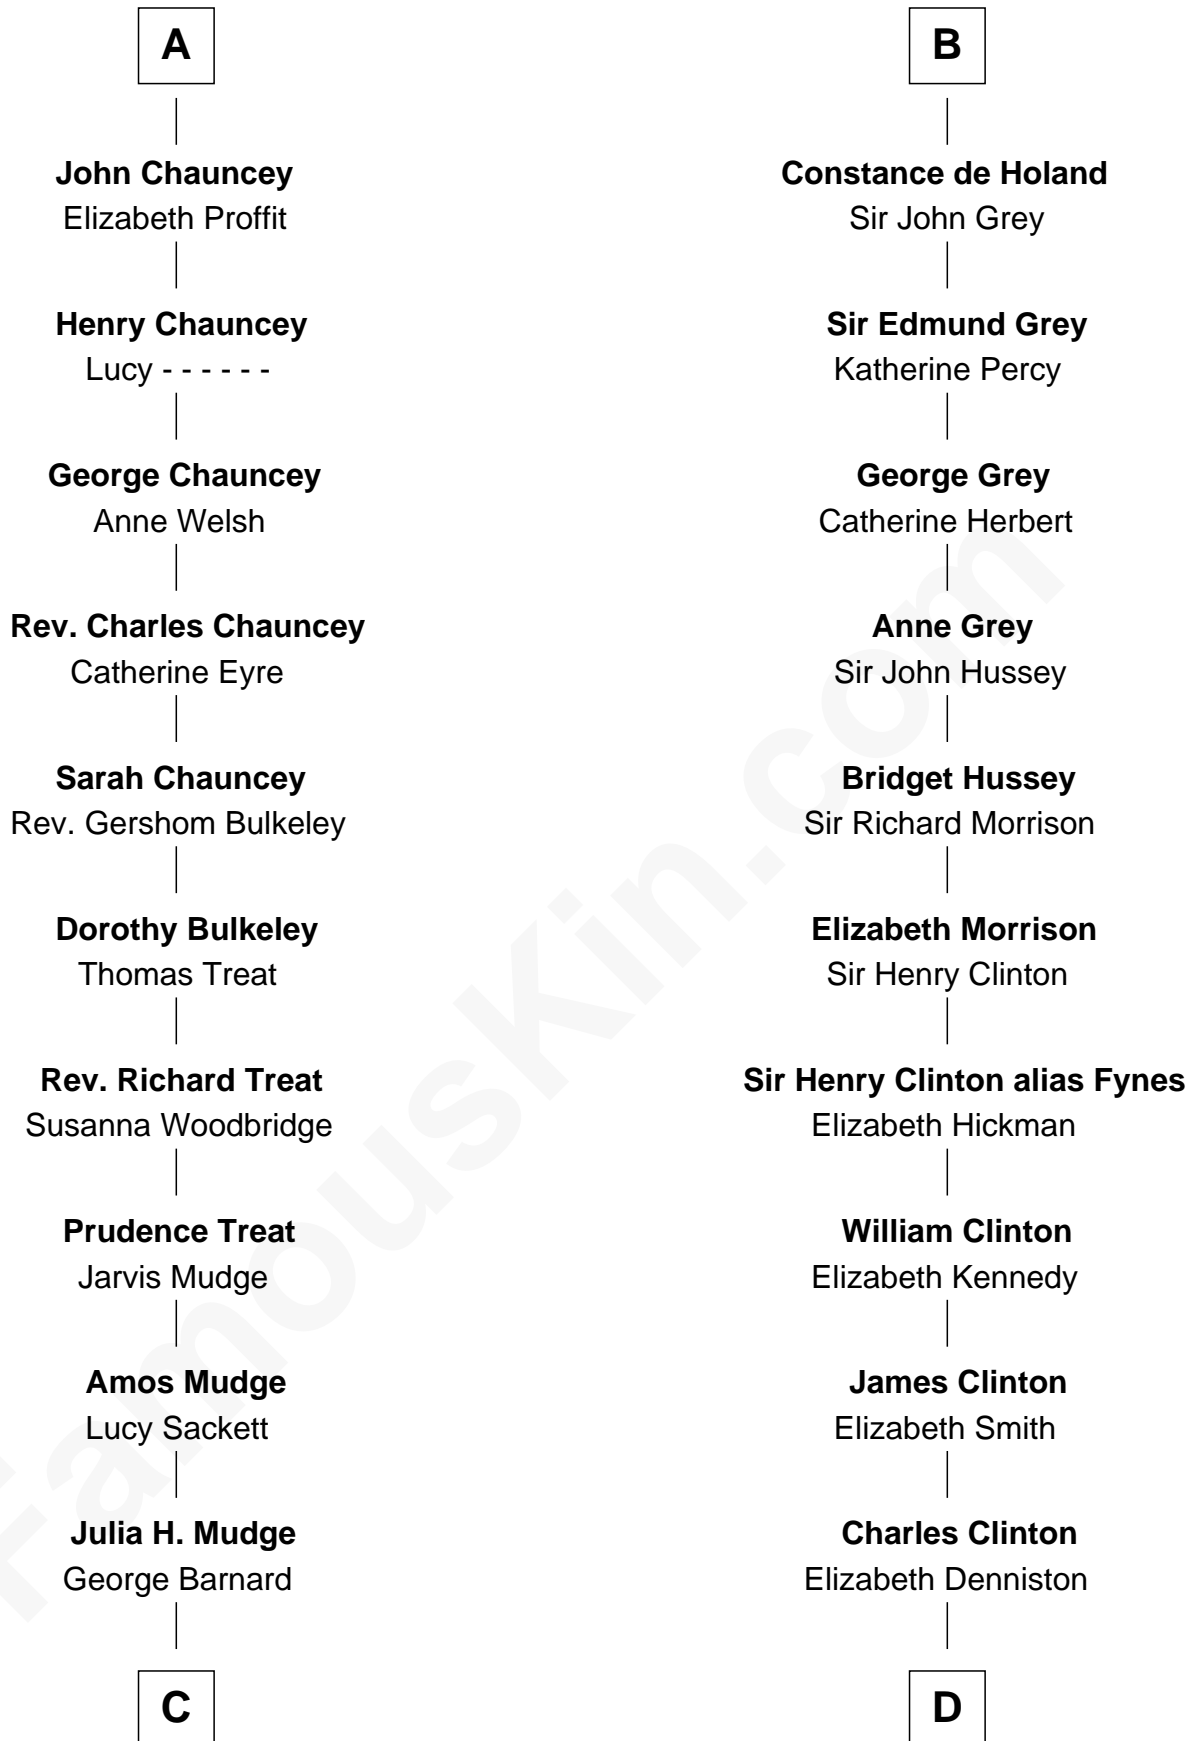 A
John Chauncey
Elizabeth Proffit
Henry Chauncey
Lucy - - - - - -
George Chauncey
Anne Welsh
Rev. Charles Chauncey
Catherine Eyre
Sarah Chauncey
Rev. Gershom Bulkeley
Dorothy Bulkeley
Thomas Treat
Rev. Richard Treat
Susanna Woodbridge
Prudence Treat
Jarvis Mudge
Amos Mudge
Lucy Sackett
Julia H. Mudge
George Barnard
C
B
Constance de Holand
Sir John Grey
Sir Edmund Grey
Katherine Percy
George Grey
Catherine Herbert
Anne Grey
Sir John Hussey
Bridget Hussey
Sir Richard Morrison
Elizabeth Morrison
Sir Henry Clinton
Sir Henry Clinton alias Fynes
Elizabeth Hickman
William Clinton
Elizabeth Kennedy
James Clinton
Elizabeth Smith
Charles Clinton
Elizabeth Denniston
D
FamousKin.com